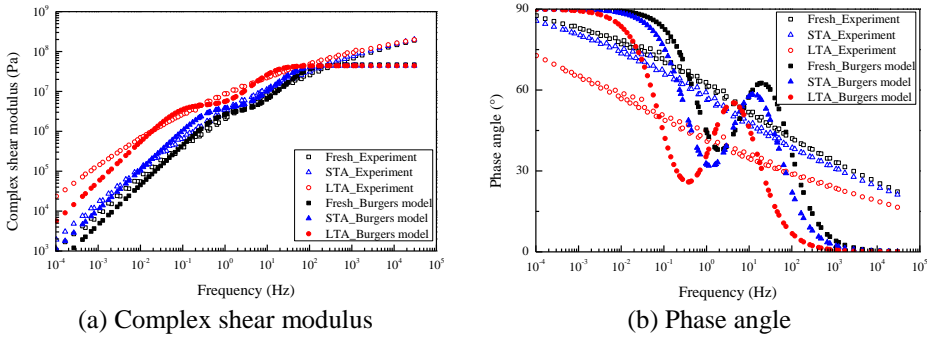 10^9
10^8
10^7
10^6
10^5
10^4
10^3
Complex shear modulus (Pa)
Fresh_Experiment
STA_Experiment
LTA_Experiment
Fresh_Burgers model
STA_Burgers model
LTA_Burgers model
10^-4 10^-3 10^-2 10^-1 10^0 10^1 10^2 10^3 10^4 10^5
Frequency (Hz)
(a) Complex shear modulus
90
60
30
0
Phase angle (°)
Fresh_Experiment
STA_Experiment
LTA_Experiment
Fresh_Burgers model
STA_Burgers model
LTA_Burgers model
10^-4 10^-3 10^-2 10^-1 10^0 10^1 10^2 10^3 10^4 10^5
Frequency (Hz)
(b) Phase angle